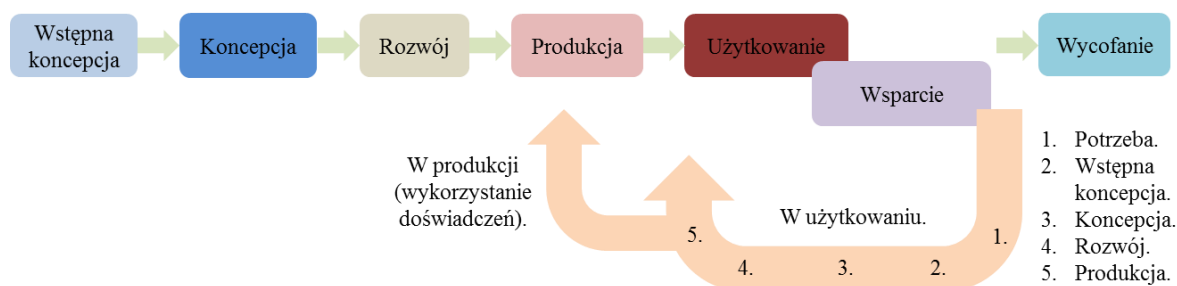 Wstępna
koncepcja
Koncepcja
Rozwój
Produkcja
Użytkowanie
Wsparcie
Wycofanie
W produkcji
(wykorzystanie
doświadczeń).
W użytkowaniu.
5.
4.
3.
2.
1.
1. Potrzeba.
2. Wstępna
koncepcja.
3. Koncepcja.
4. Rozwój.
5. Produkcja.